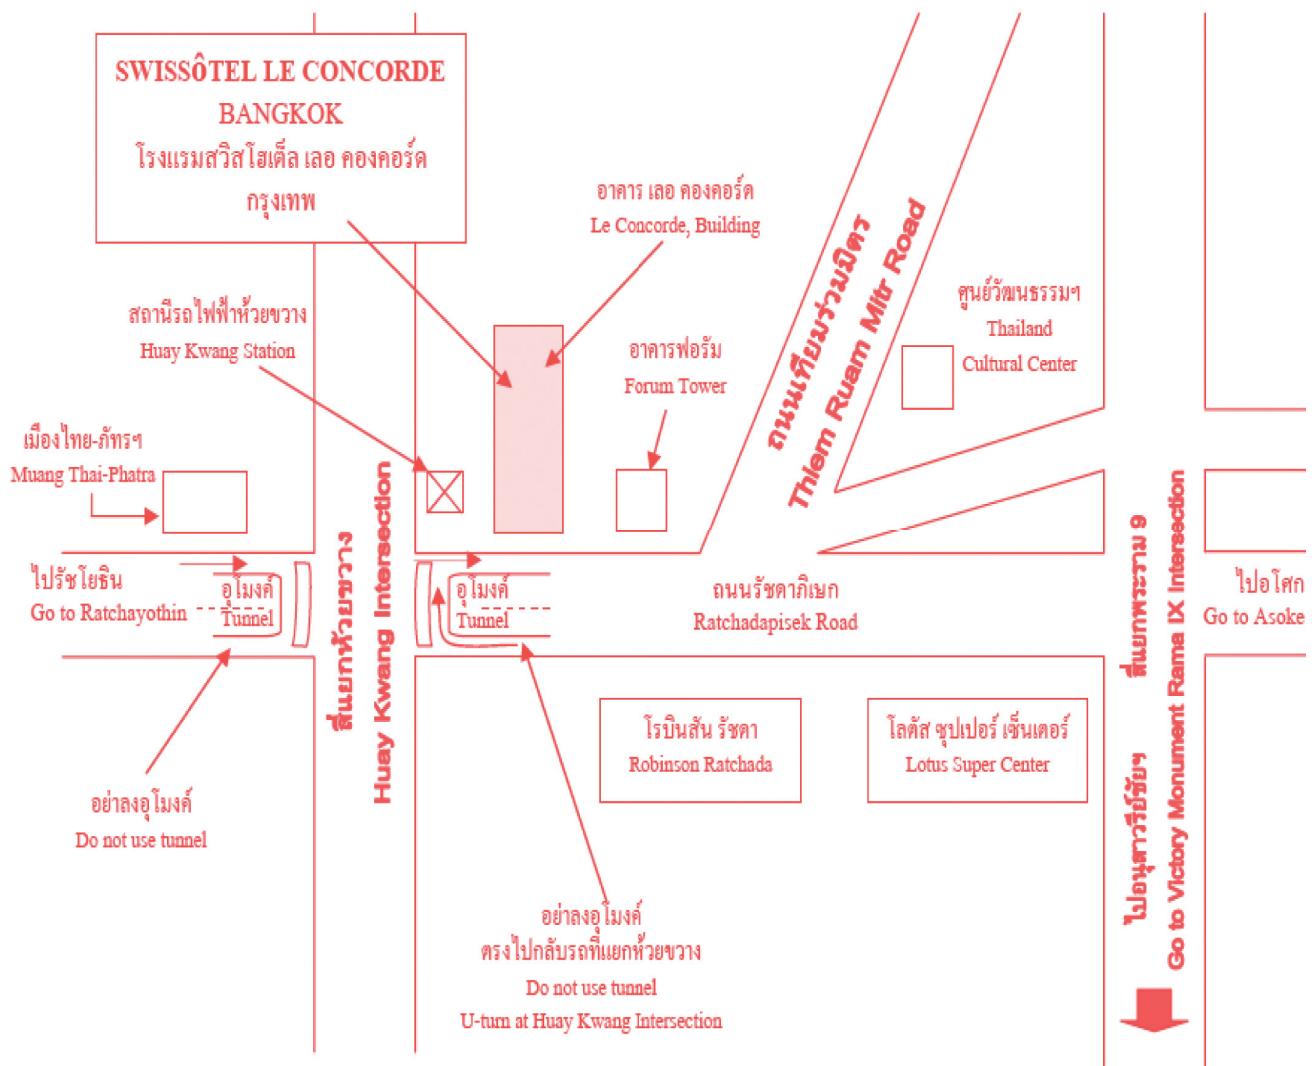 SWISSÔTEL LE CONCORDE
BANGKOK
โรงแรมสวิสโฮเต็ล เลอ คองคอร์ด
กรุงเทพ
อาคาร เลอ คองคอร์ด
Le Concorde, Building
สถานีรถไฟฟ้าห้วยขวาง
Huay Kwang Station
อาคารฟอรัม
Forum Tower
ถนนเทียมร่วมมิตร
Thiem Ruam Mitr Road
ศูนย์วัฒนธรรมฯ
Thailand
Cultural Center
เมืองไทย-ภัทรฯ
Muang Thai-Phatra
ไปรัชโยธิน
Go to Ratchayothin
อุโมงค์
Tunnel
สี่แยกห้วยขวาง
Huay Kwang Intersection
อุโมงค์
Tunnel
ถนนรัชดาภิเษก
Ratchadapisek Road
สี่แยกพระราม 9
ไปอนุสาวรีย์ชัยฯ
Go to Victory Monument Rama IX Intersection
ไปอโศก
Go to Asoke
โรบินสัน รัชดา
Robinson Ratchada
โลตัส ซุปเปอร์ เซ็นเตอร์
Lotus Super Center
อย่าลงอุโมงค์
Do not use tunnel
อย่าลงอุโมงค์
ตรงไปกลับรถที่แยกห้วยขวาง
Do not use tunnel
U-turn at Huay Kwang Intersection